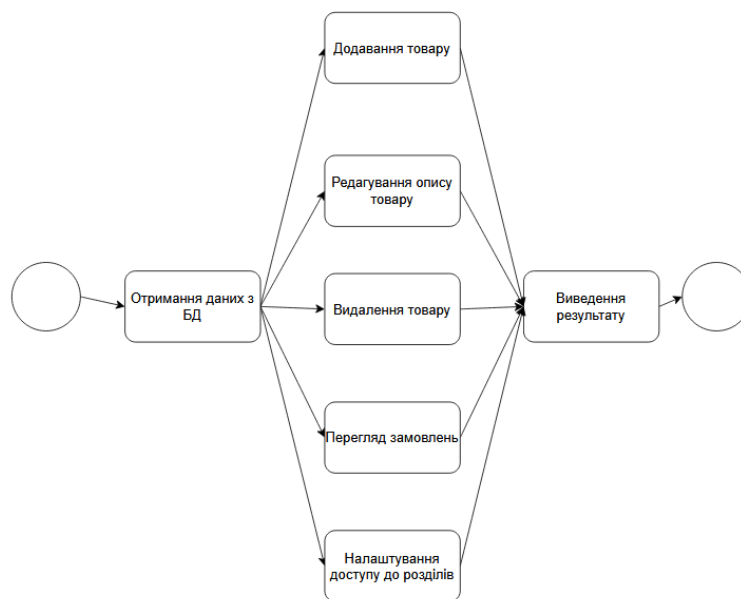 Додавання товару
Редагування опису
товару
Отримання даних з
БД
Видалення товару
Виведення
результату
Перегляд замовлень
Налаштування
доступу до розділів